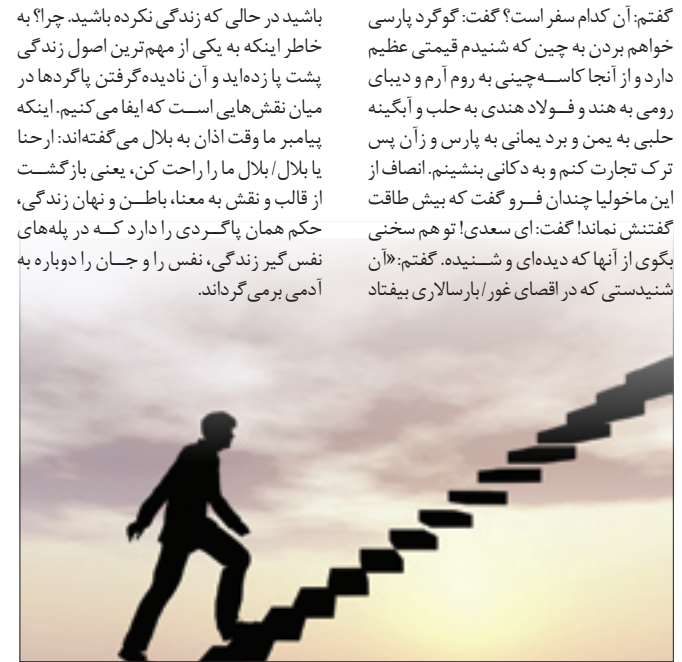 گفتم: آن کدام سفر است؟ گفت: گوگرد پارسی
خواهم بردن به چین که شنیدم قیمتی عظیم
دارد و از آنجا کاسه‌چینی به روم آرم و دیبای
رومی به هند و فولاد هندی به حلب و آبگینه
حلبی به یمن و برد یمانی به پارس و زآن پس
ترک تجارت کنم و به دکانی بنشینم. انصاف از
این ماخولیا چندان فرو گفت که بیش طاقت
گفتنش نماند! گفت: ای سعدی! تو هم سخنی
بگوی از آنها که دیده‌ای و شنیده. گفتم: «آن
شنیدستی که در اقصای غور/ بارسالاری بیفتاد
باشید در حالی که زندگی نکرده باشید. چرا؟ به
خاطر اینکه به یکی از مهم‌ترین اصول زندگی
پشت پا زده‌اید و آن نادیده‌گرفتن پاگردها در
میان نقش‌هایی است که ایفا می‌کنیم. اینکه
پیامبر ما وقت اذان به بلال می‌گفته‌اند: ارحنا
یا بلال/ بلال ما را راحت کن، یعنی بازگشت
از قالب و نقش به معنا، باطن و نهان زندگی،
حکم همان پاگردی را دارد که در پله‌های
نفس‌گیر زندگی، نفس را و جان را دوباره به
آدمی برمی‌گرداند.